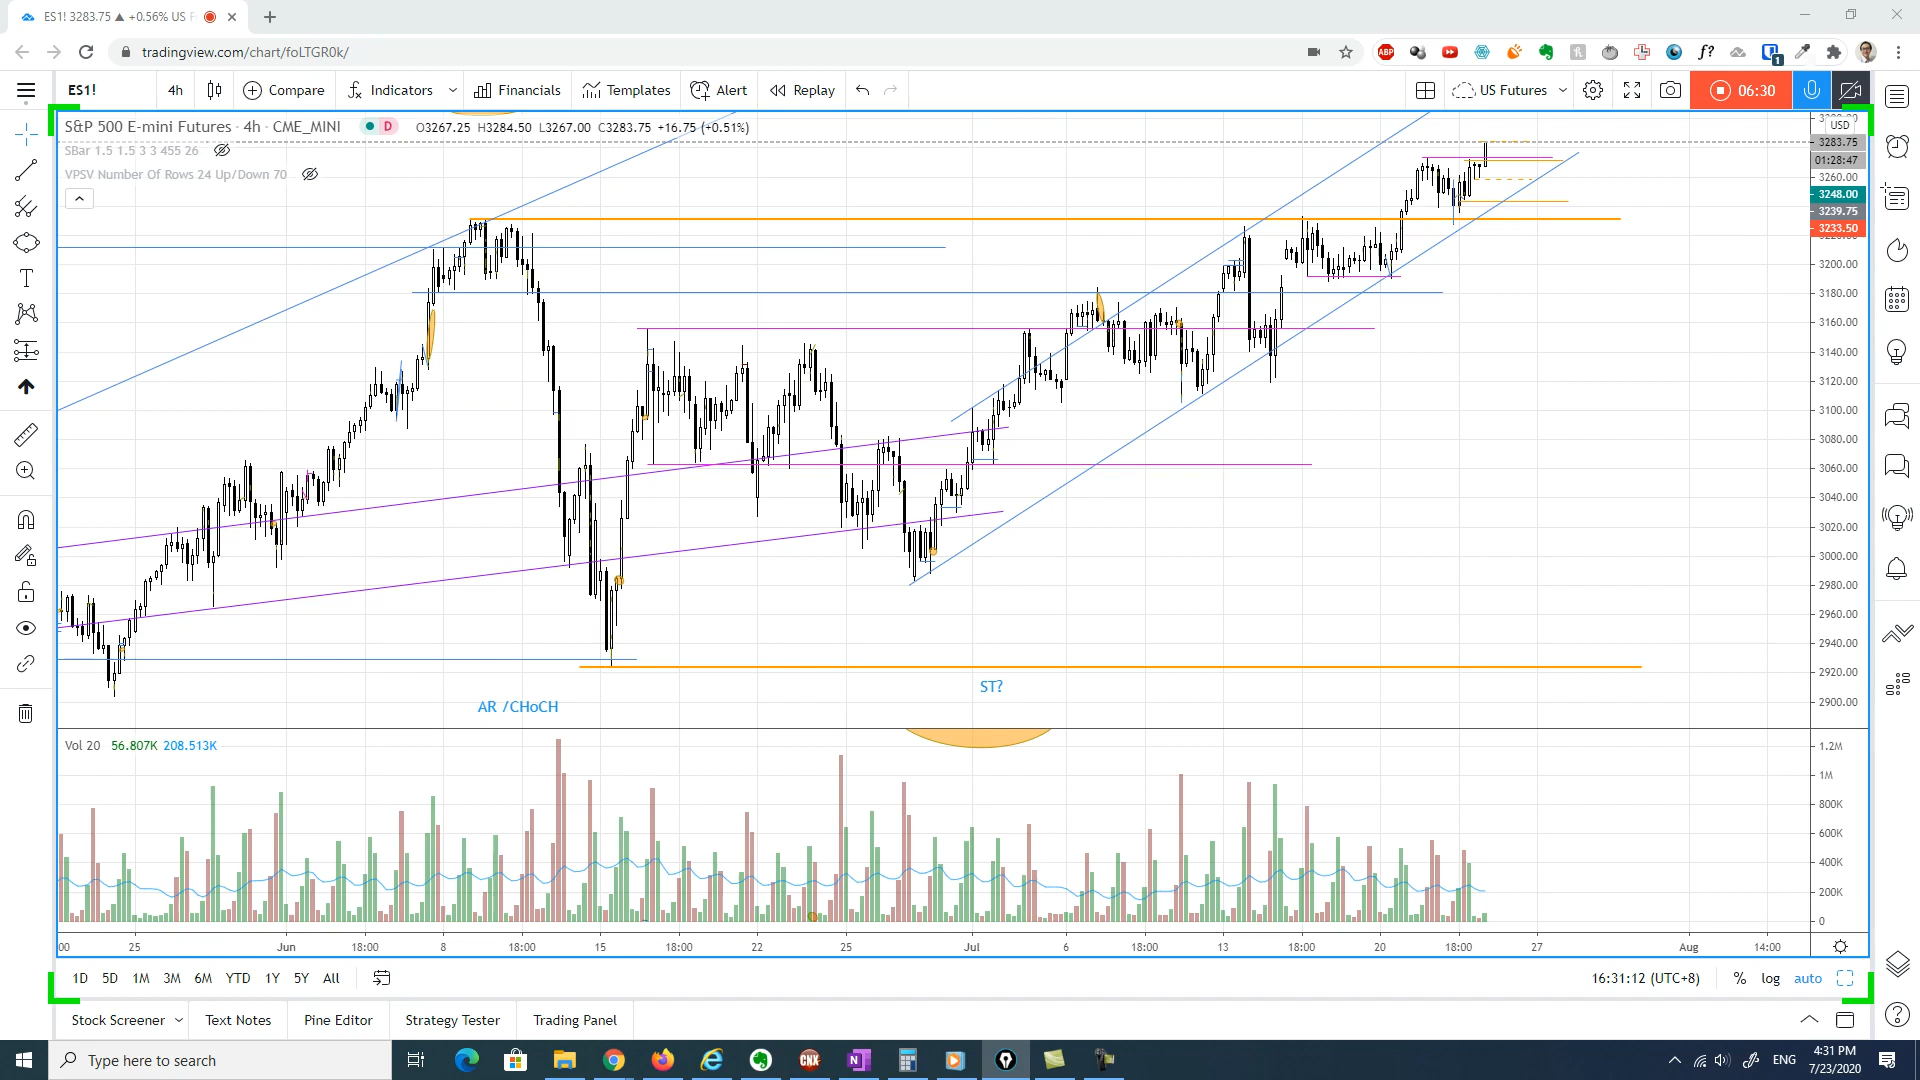 ES1! 3283.75 ▲ +0.56% US F
tradingview.com/chart/foLTGR0k/
ABP
f?
1
ES1!
4h
Compare
Indicators
Financials
Templates
Alert
Replay
US Futures
06:30
S&P 500 E-mini Futures · 4h · CME_MINI
D
O3267.25 H3284.50 L3267.00 C3283.75 +16.75 (+0.51%)
SBar 1.5 1.5 3 3 455 26
VPSV Number Of Rows 24 Up/Down 70
USD
3283.75
01:28:47
3260.00
3248.00
3239.75
3233.50
3200.00
3180.00
3160.00
3140.00
3120.00
3100.00
3080.00
3060.00
3040.00
3020.00
3000.00
2980.00
2960.00
2940.00
2920.00
2900.00
ST?
AR /CHoCH
Vol 20 56.807K 208.513K
1.2M
1M
800K
600K
400K
200K
0
00 25 Jun 18:00 8 18:00 15 18:00 22 25 Jul 6 18:00 13 18:00 20 18:00 27 Aug 14:00
1D 5D 1M 3M 6M YTD 1Y 5Y All
16:31:12 (UTC+8) % log auto
Stock Screener Text Notes Pine Editor Strategy Tester Trading Panel
Type here to search
CNX
N
ENG
4:31 PM
7/23/2020